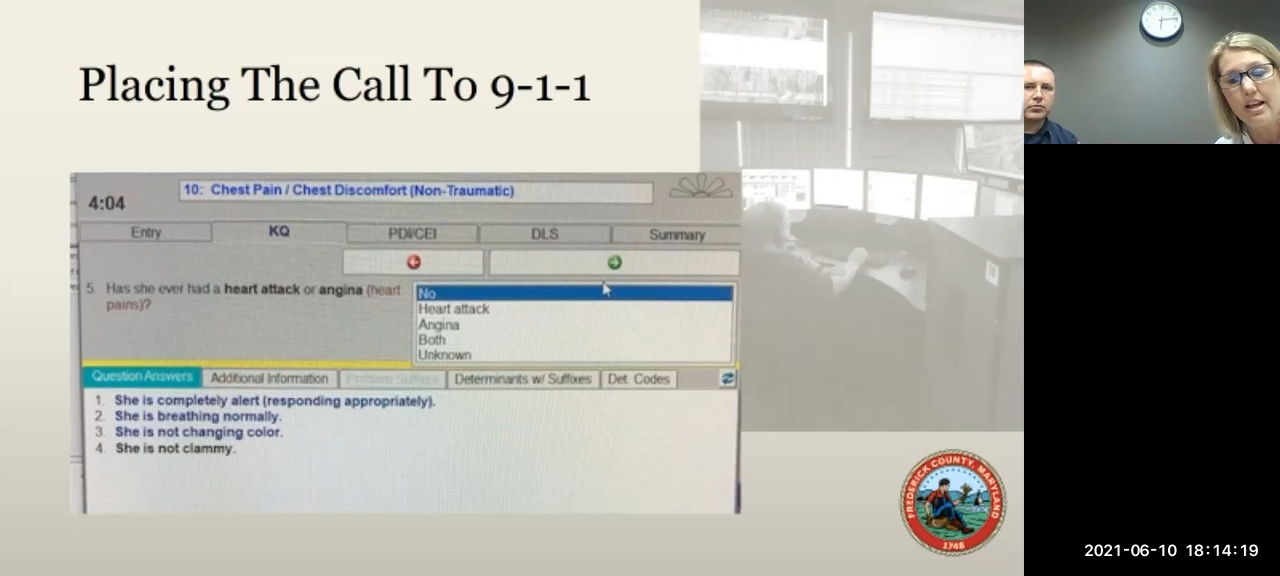 Placing The Call To 9-1-1
4:04
10: Chest Pain / Chest Discomfort (Non-Traumatic)
Entry
KQ
PDI/CEI
DLS
Summary
5. Has she ever had a heart attack or angina (heart
pains)?
No
Heart attack
Angina
Both
Unknown
Question Answers
Additional Information
Determinants w/ Suffixes
Det. Codes
1. She is completely alert (responding appropriately).
2. She is breathing normally.
3. She is not changing color.
4. She is not clammy.
FREDERICK COUNTY, MARYLAND
1748
2021-06-10 18:14:19